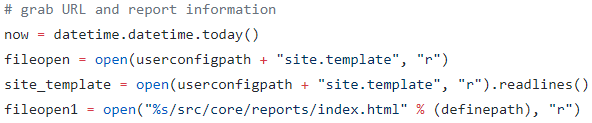 # grab URL and report information
now = datetime.datetime.today()
fileopen = open(userconfigpath + "site.template", "r")
site_template = open(userconfigpath + "site.template", "r").readlines()
fileopen1 = open("%s/src/core/reports/index.html" % (definepath), "r")